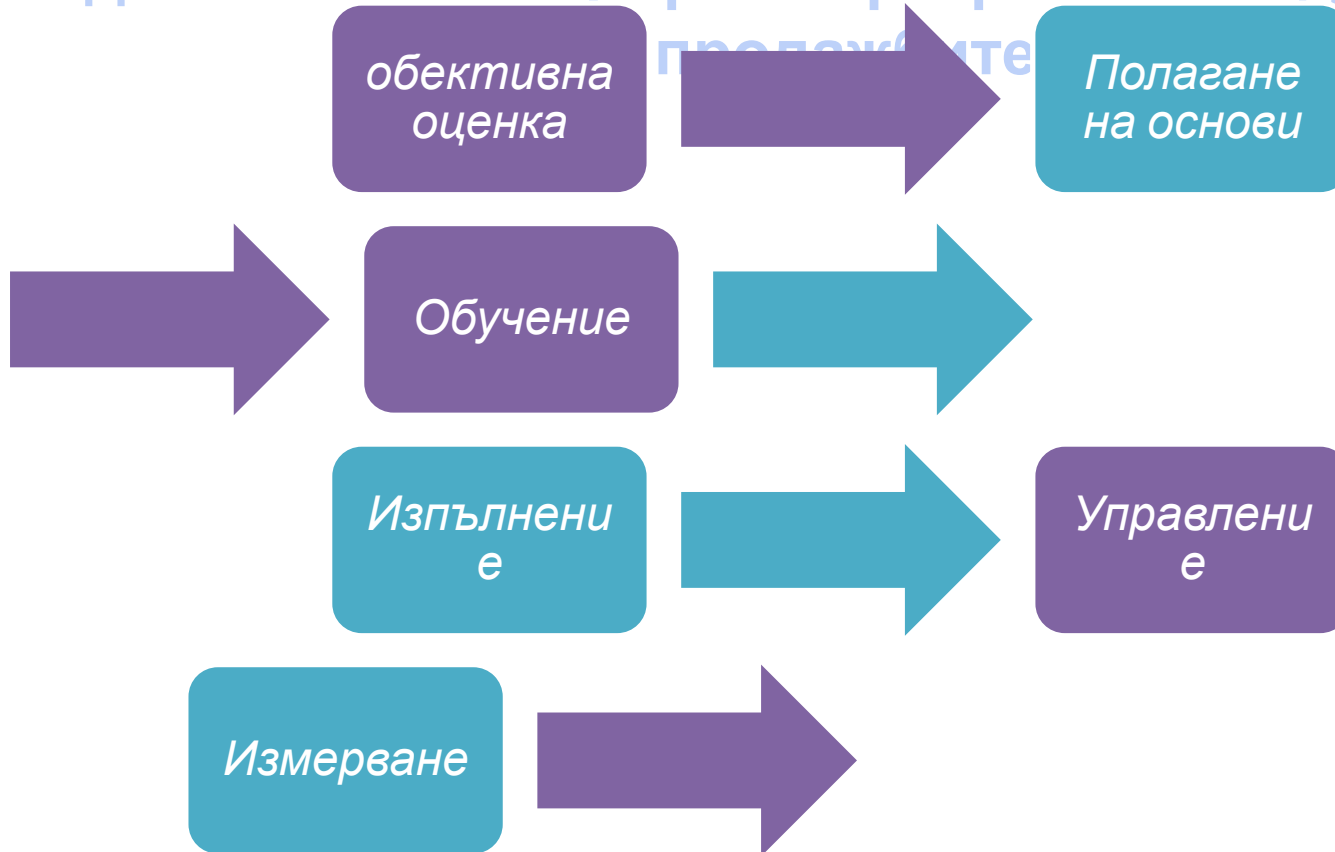 обективна
оценка
Полагане
на основи
Обучение
Изпълнени
е
Управлени
е
Измерване